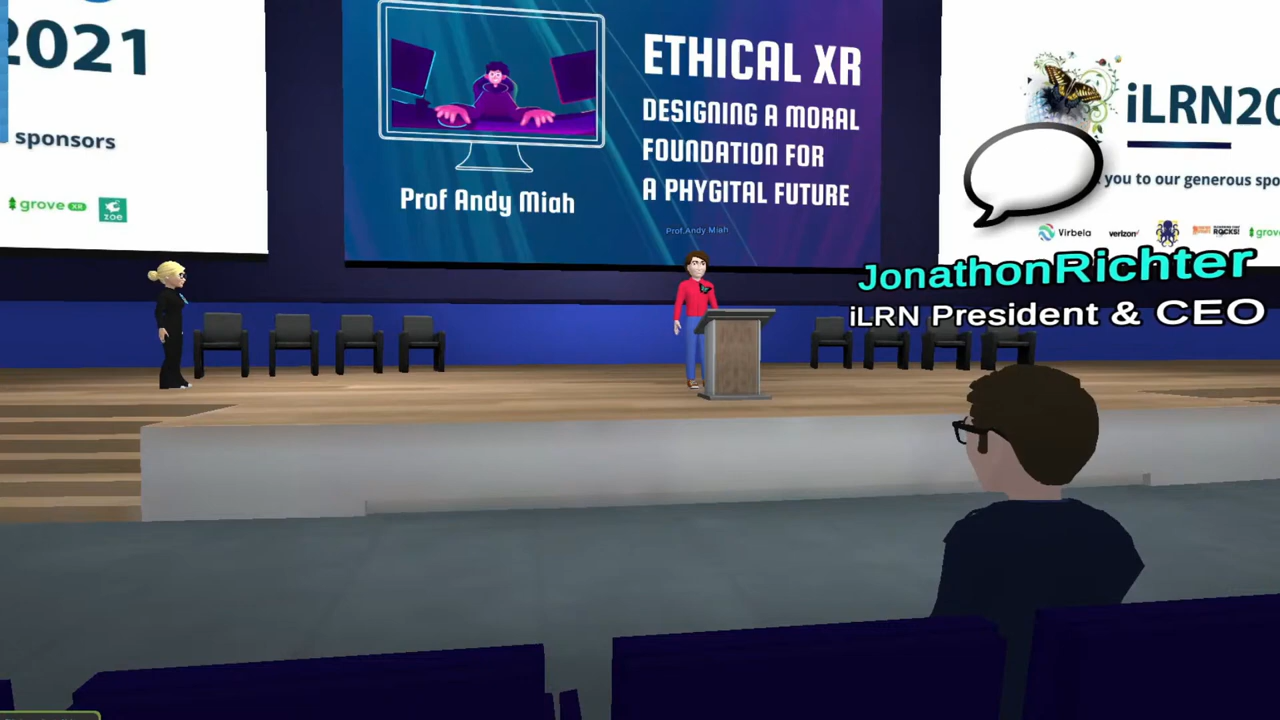 2021
sponsors
grove XR
zoe
ETHICAL XR
DESIGNING A MORAL
FOUNDATION FOR
A PHYGITAL FUTURE
Prof Andy Miah
Prof.Andy Miah
iLRN20
you to our generous spo
Virbela
verizon
ROCKS!
grove
JonathonRichter
iLRN President & CEO